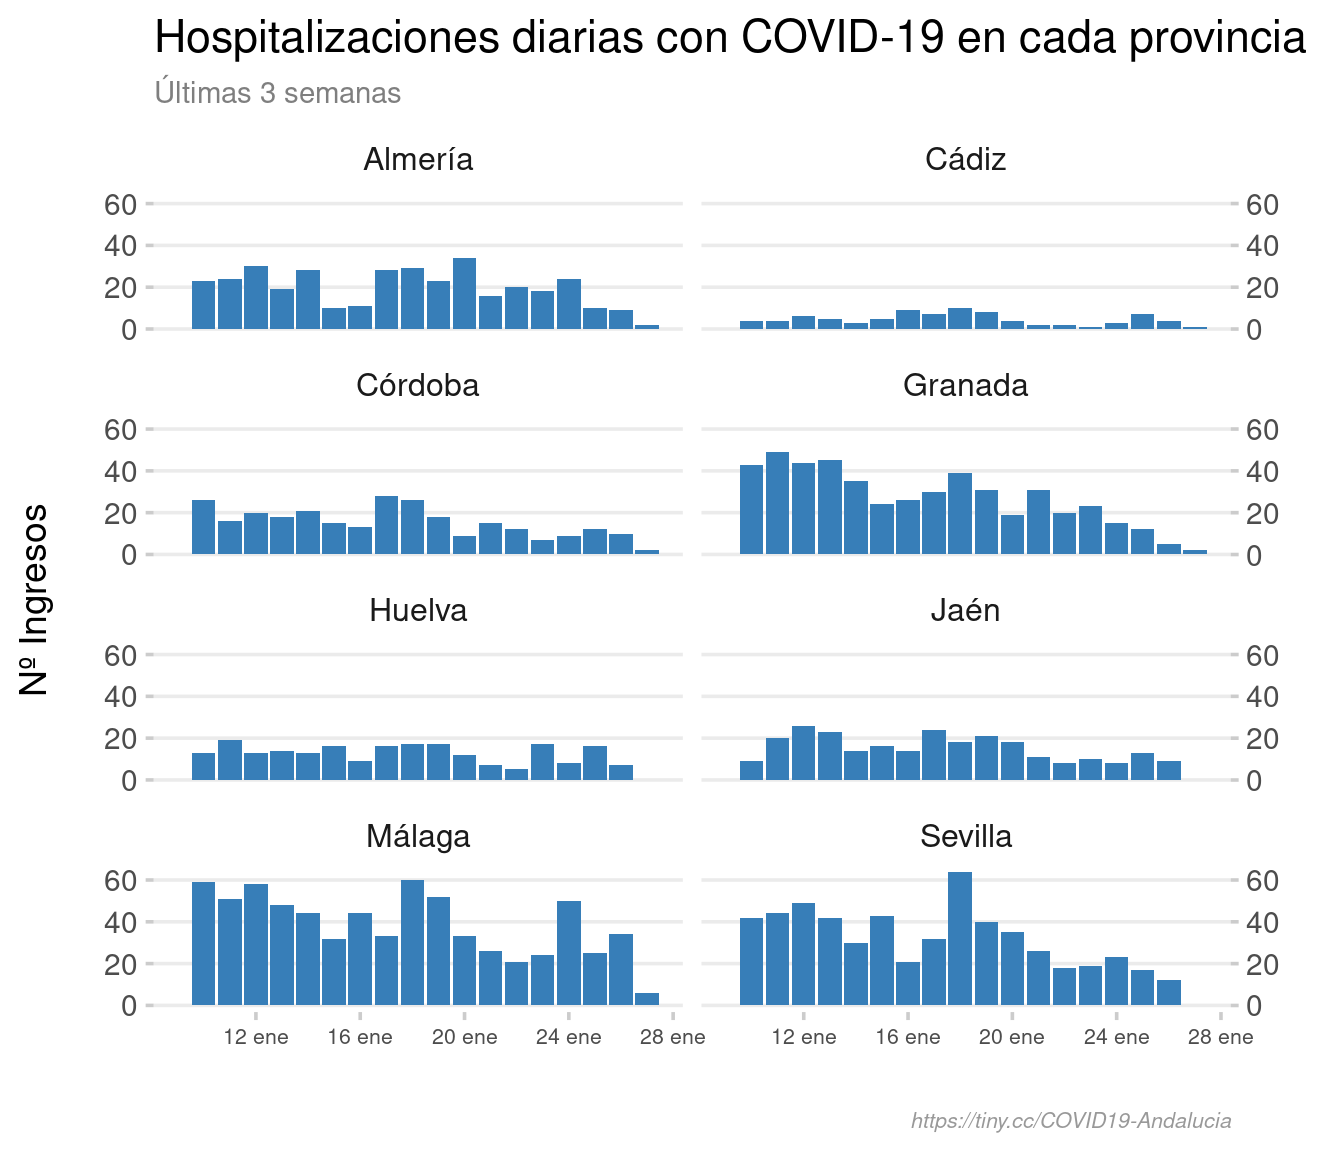 Hospitalizaciones diarias con COVID-19 en cada provincia
Últimas 3 semanas
Nº Ingresos
Almería
Cádiz
60
40
20
0
60
40
20
0
Córdoba
Granada
60
40
20
0
60
40
20
0
Huelva
Jaén
60
40
20
0
60
40
20
0
Málaga
Sevilla
60
40
20
0
60
40
20
0
12 ene 16 ene 20 ene 24 ene 28 ene
12 ene 16 ene 20 ene 24 ene 28 ene
https://tiny.cc/COVID19-Andalucia